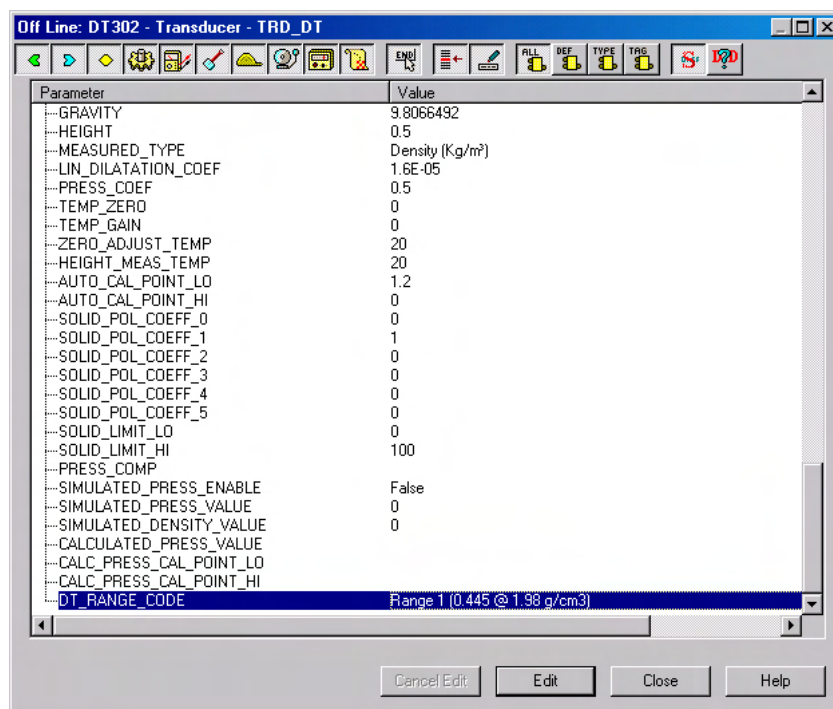 Off Line: DT302 - Transducer - TRD_DT
END ALL DEF TYPE TAG S D?D
Parameter Value
GRAVITY 9.8066492
HEIGHT 0.5
MEASURED_TYPE Density (Kg/m³)
LIN_DILATATION_COEF 1.6E-05
PRESS_COEF 0.5
TEMP_ZERO 0
TEMP_GAIN 0
ZERO_ADJUST_TEMP 20
HEIGHT_MEAS_TEMP 20
AUTO_CAL_POINT_LO 1.2
AUTO_CAL_POINT_HI 0
SOLID_POL_COEFF_0 0
SOLID_POL_COEFF_1 1
SOLID_POL_COEFF_2 0
SOLID_POL_COEFF_3 0
SOLID_POL_COEFF_4 0
SOLID_POL_COEFF_5 0
SOLID_LIMIT_LO 0
SOLID_LIMIT_HI 100
PRESS_COMP
SIMULATED_PRESS_ENABLE False
SIMULATED_PRESS_VALUE 0
SIMULATED_DENSITY_VALUE 0
CALCULATED_PRESS_VALUE
CALC_PRESS_CAL_POINT_LO
CALC_PRESS_CAL_POINT_HI
DT_RANGE_CODE Range 1 (0.445 @ 1.98 g/cm3)
Cancel Edit Edit Close Help